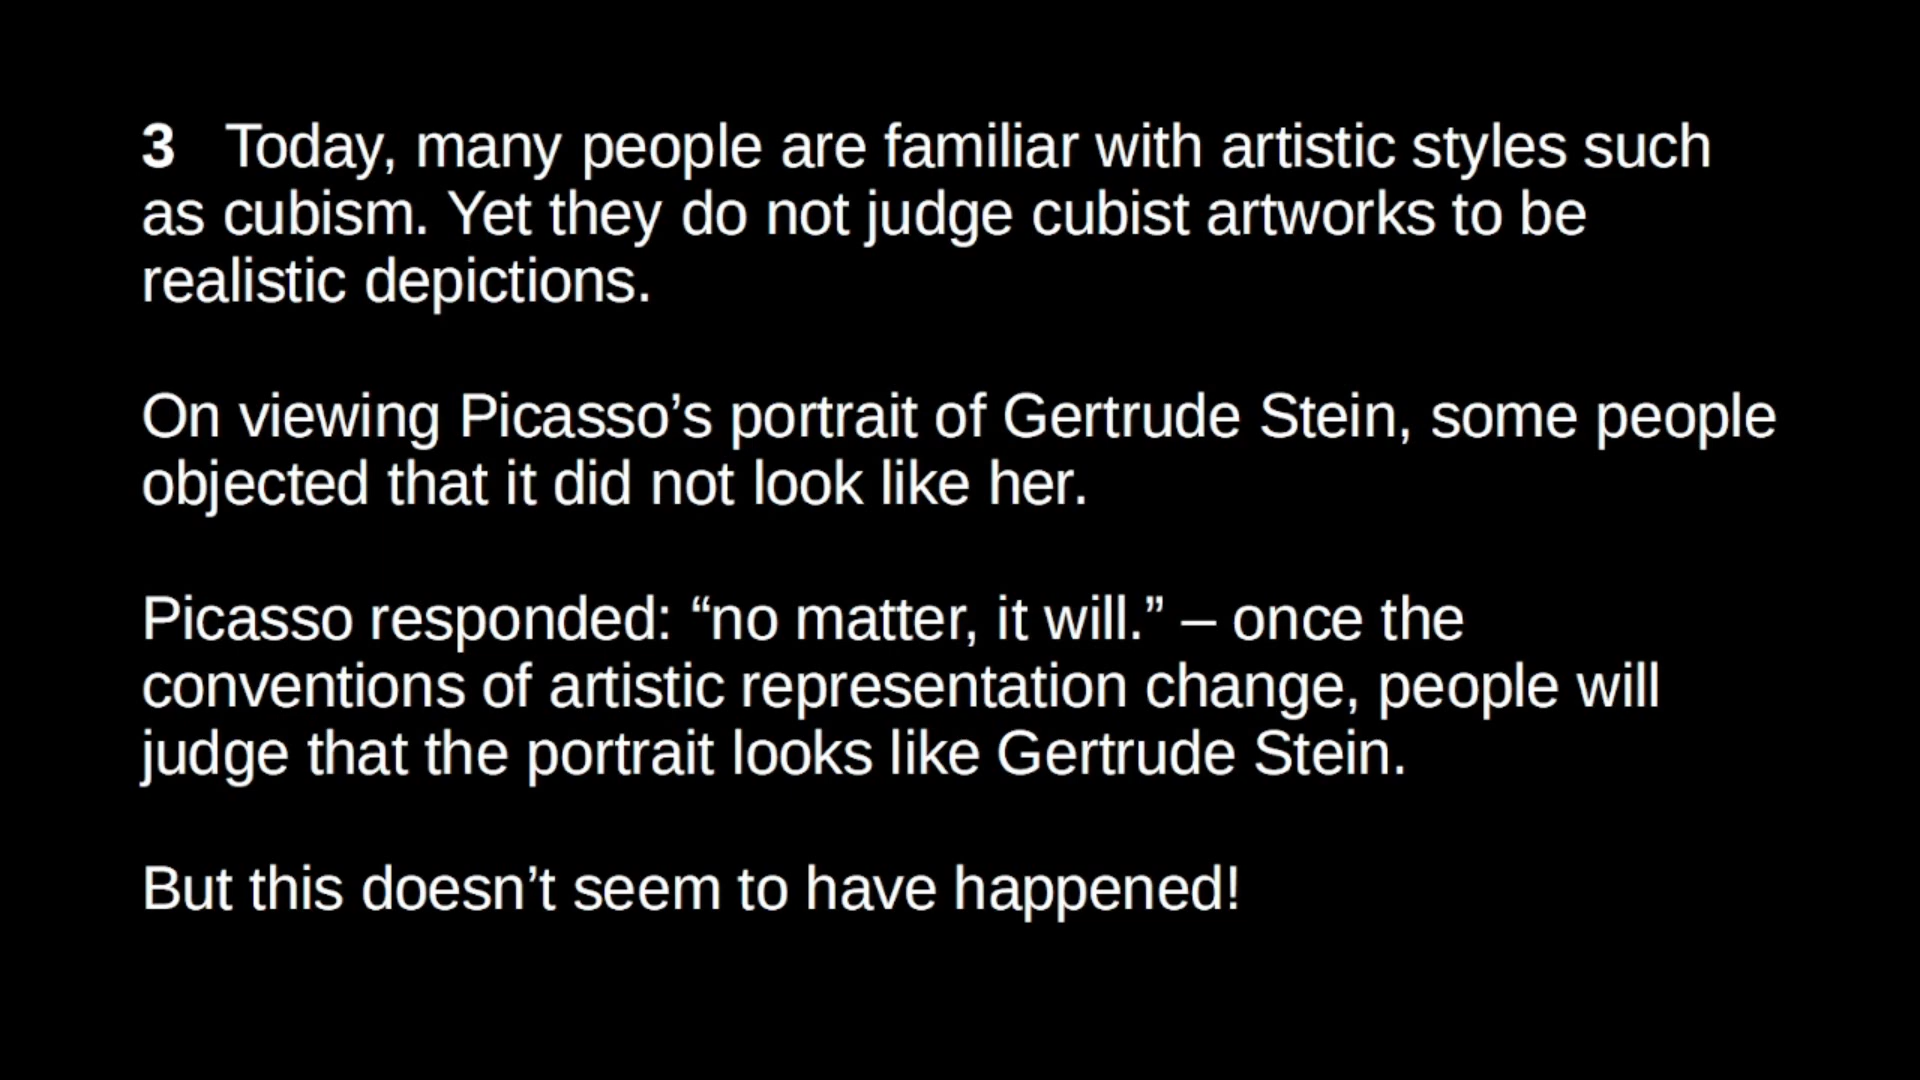 3 Today, many people are familiar with artistic styles such
as cubism. Yet they do not judge cubist artworks to be
realistic depictions.
On viewing Picasso’s portrait of Gertrude Stein, some people
objected that it did not look like her.
Picasso responded: “no matter, it will.” – once the
conventions of artistic representation change, people will
judge that the portrait looks like Gertrude Stein.
But this doesn’t seem to have happened!